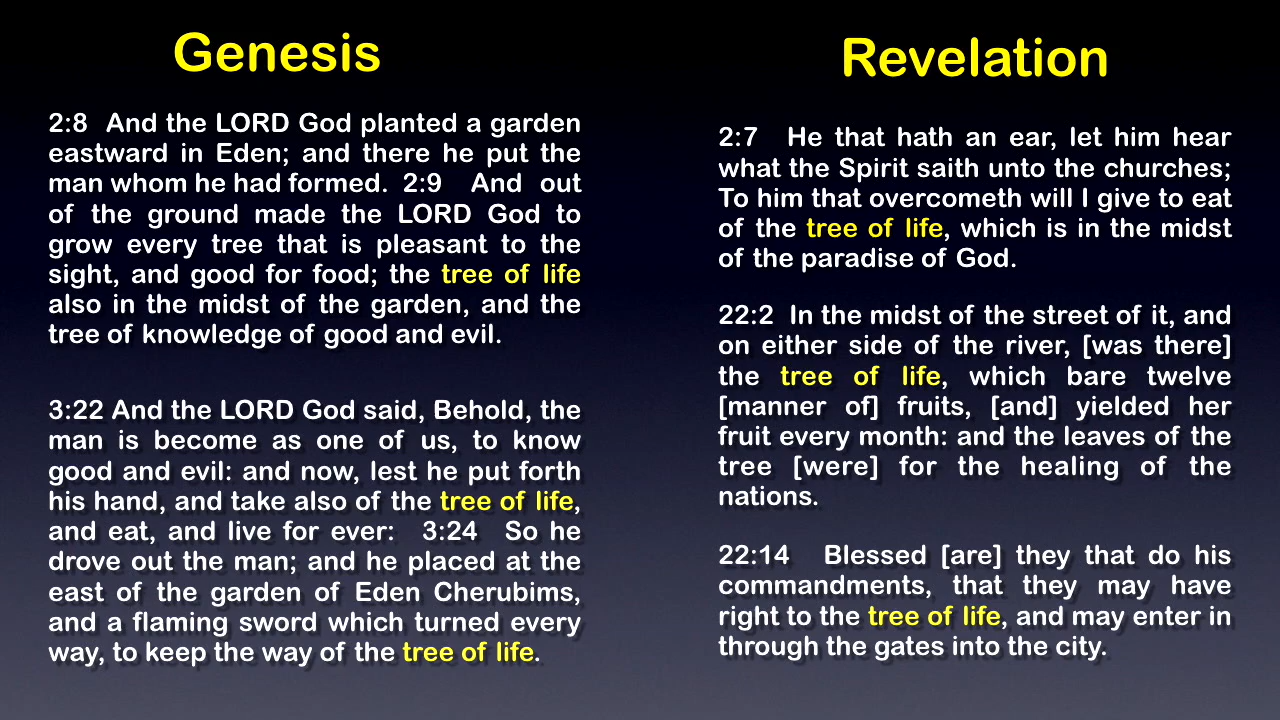 Genesis
2:8 And the LORD God planted a garden
eastward in Eden; and there he put the
man whom he had formed. 2:9 And out
of the ground made the LORD God to
grow every tree that is pleasant to the
sight, and good for food; the tree of life
also in the midst of the garden, and the
tree of knowledge of good and evil.
3:22 And the LORD God said, Behold, the
man is become as one of us, to know
good and evil: and now, lest he put forth
his hand, and take also of the tree of life,
and eat, and live for ever: 3:24 So he
drove out the man; and he placed at the
east of the garden of Eden Cherubims,
and a flaming sword which turned every
way, to keep the way of the tree of life.
Revelation
2:7 He that hath an ear, let him hear
what the Spirit saith unto the churches;
To him that overcometh will I give to eat
of the tree of life, which is in the midst
of the paradise of God.
22:2 In the midst of the street of it, and
on either side of the river, [was there]
the tree of life, which bare twelve
[manner of] fruits, [and] yielded her
fruit every month: and the leaves of the
tree [were] for the healing of the
nations.
22:14 Blessed [are] they that do his
commandments, that they may have
right to the tree of life, and may enter in
through the gates into the city.